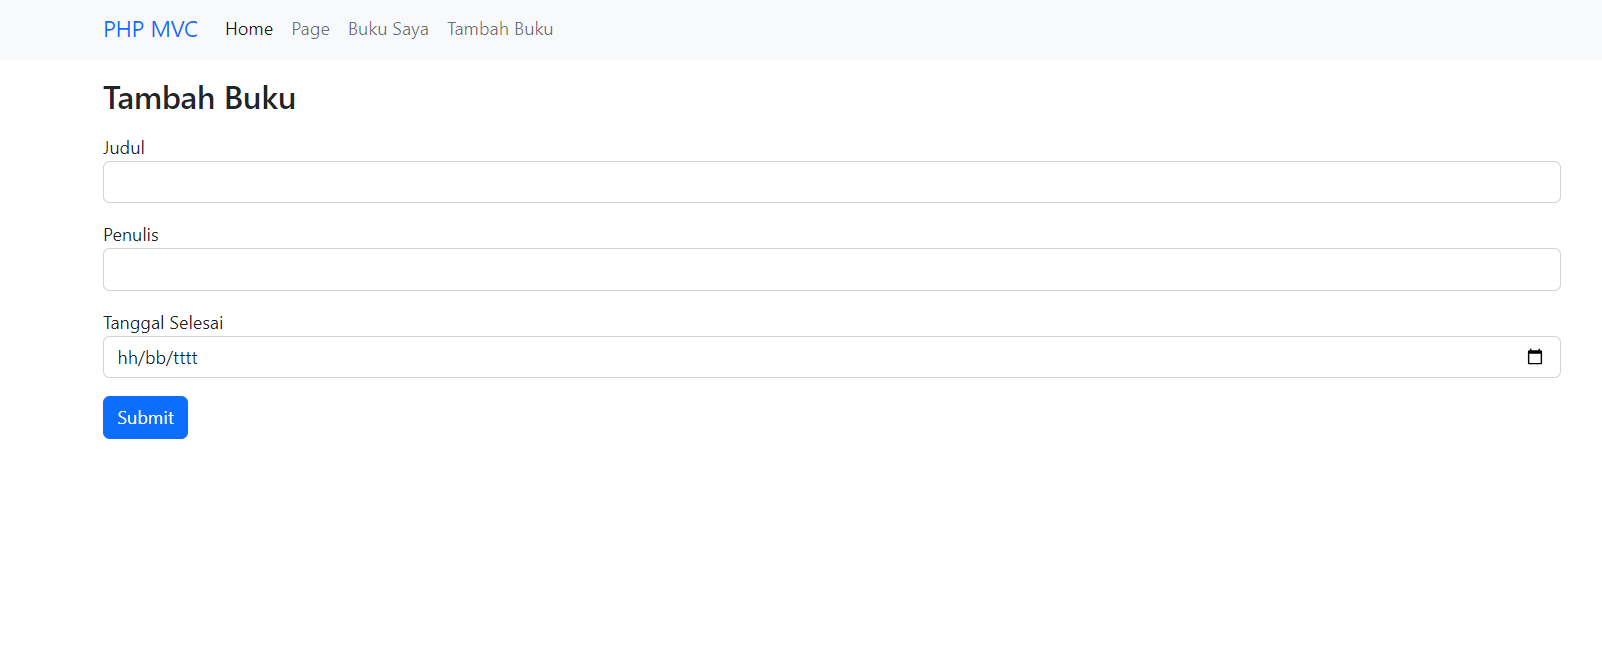 PHP MVC Home Page Buku Saya Tambah Buku
Tambah Buku
Judul
Penulis
Tanggal Selesai
hh/bb/tttt
Submit